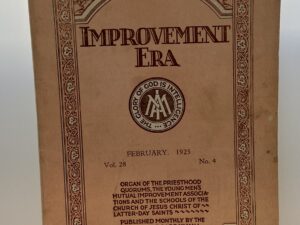 IMPROVEMENT
ERA
THE GLORY OF GOD IS INTELLIGENCE
MIA
FEBRUARY, 1925
Vol. 28 No. 4
ORGAN OF THE PRIESTHOOD
QUORUMS, THE YOUNG MEN'S
MUTUAL IMPROVEMENT ASSOCIA-
TIONS AND THE SCHOOLS OF THE
CHURCH OF JESUS CHRIST OF
LATTER-DAY SAINTS
PUBLISHED MONTHLY BY THE